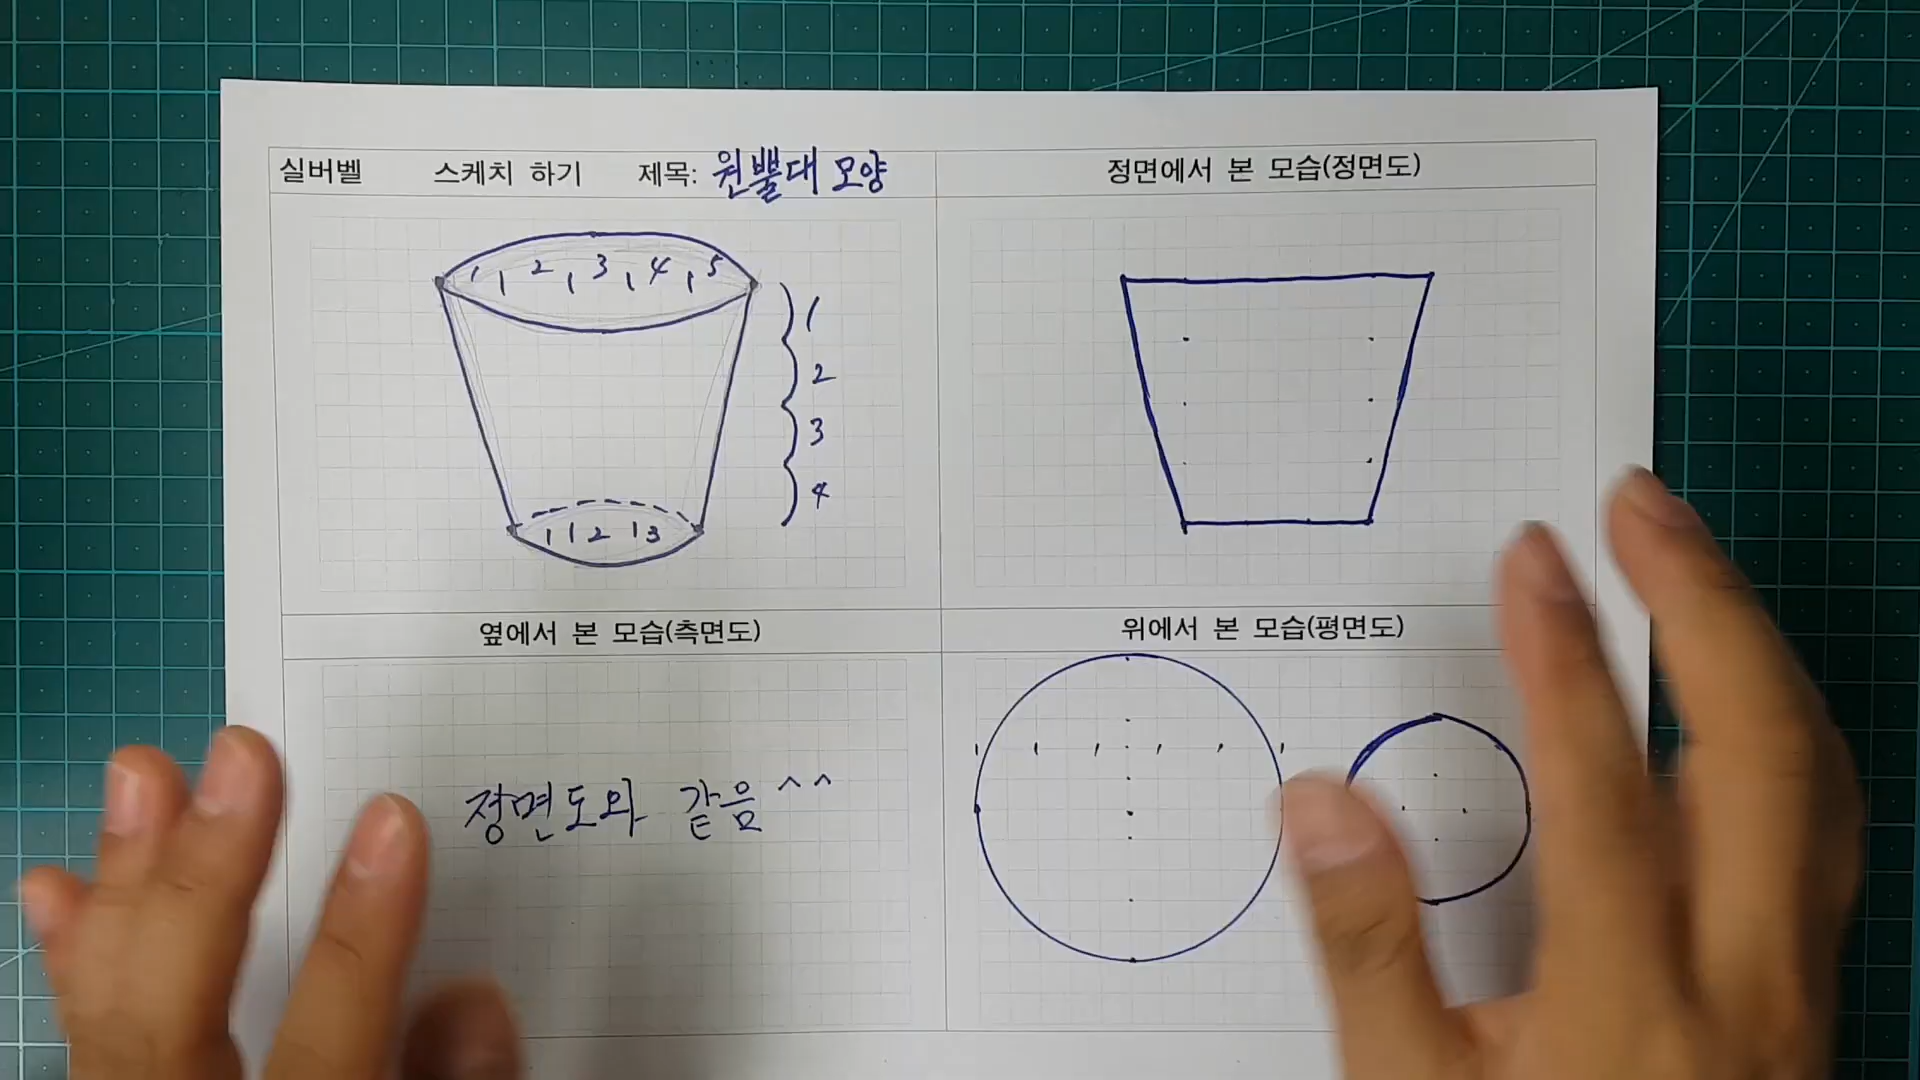 실버벨 스케치 하기 제목: 원뿔대 모양
1 2 3 4 5
1
2
3
4
1 2 3
정면에서 본 모습(정면도)
옆에서 본 모습(측면도)
정면도와 같음 ^^
위에서 본 모습(평면도)